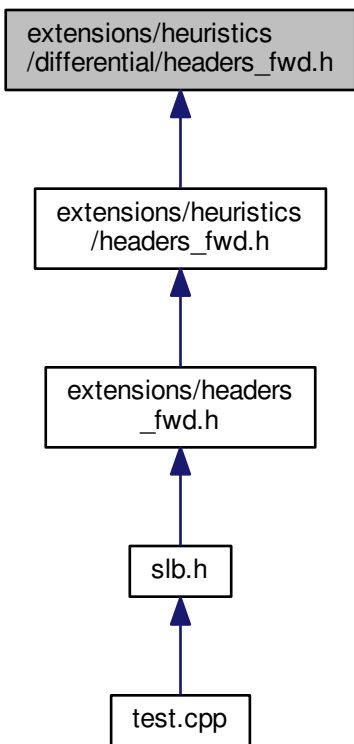 extensions/heuristics
/differential/headers_fwd.h
extensions/heuristics
/headers_fwd.h
extensions/headers
_fwd.h
slb.h
test.cpp